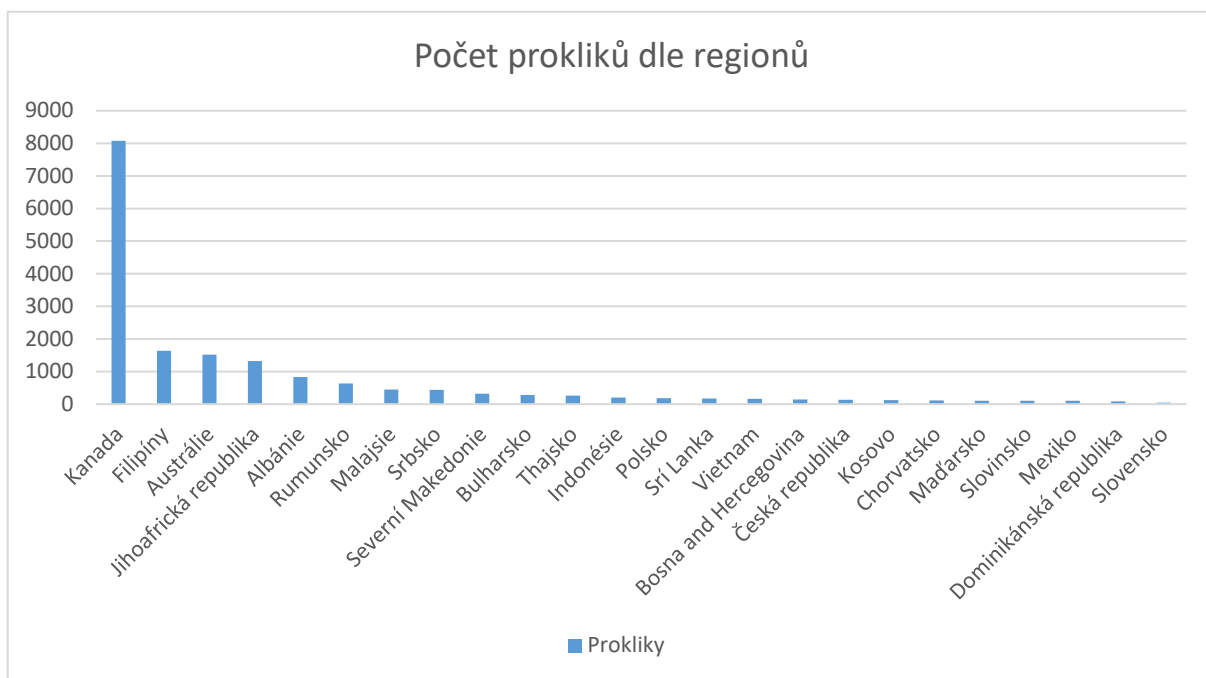 Počet prokliků dle regionů
9000
8000
7000
6000
5000
4000
3000
2000
1000
0
Kanada
Filipíny
Austrálie
Jihoafrická republika
Albánie
Rumunsko
Malajsie
Srbsko
Severní Makedonie
Bulharsko
Thajsko
Indonésie
Polsko
Srí Lanka
Vietnam
Bosna and Hercegovina
Česká republika
Kosovo
Chorvatsko
Maďarsko
Slovinsko
Mexiko
Dominikánská republika
Slovensko
Prokliky